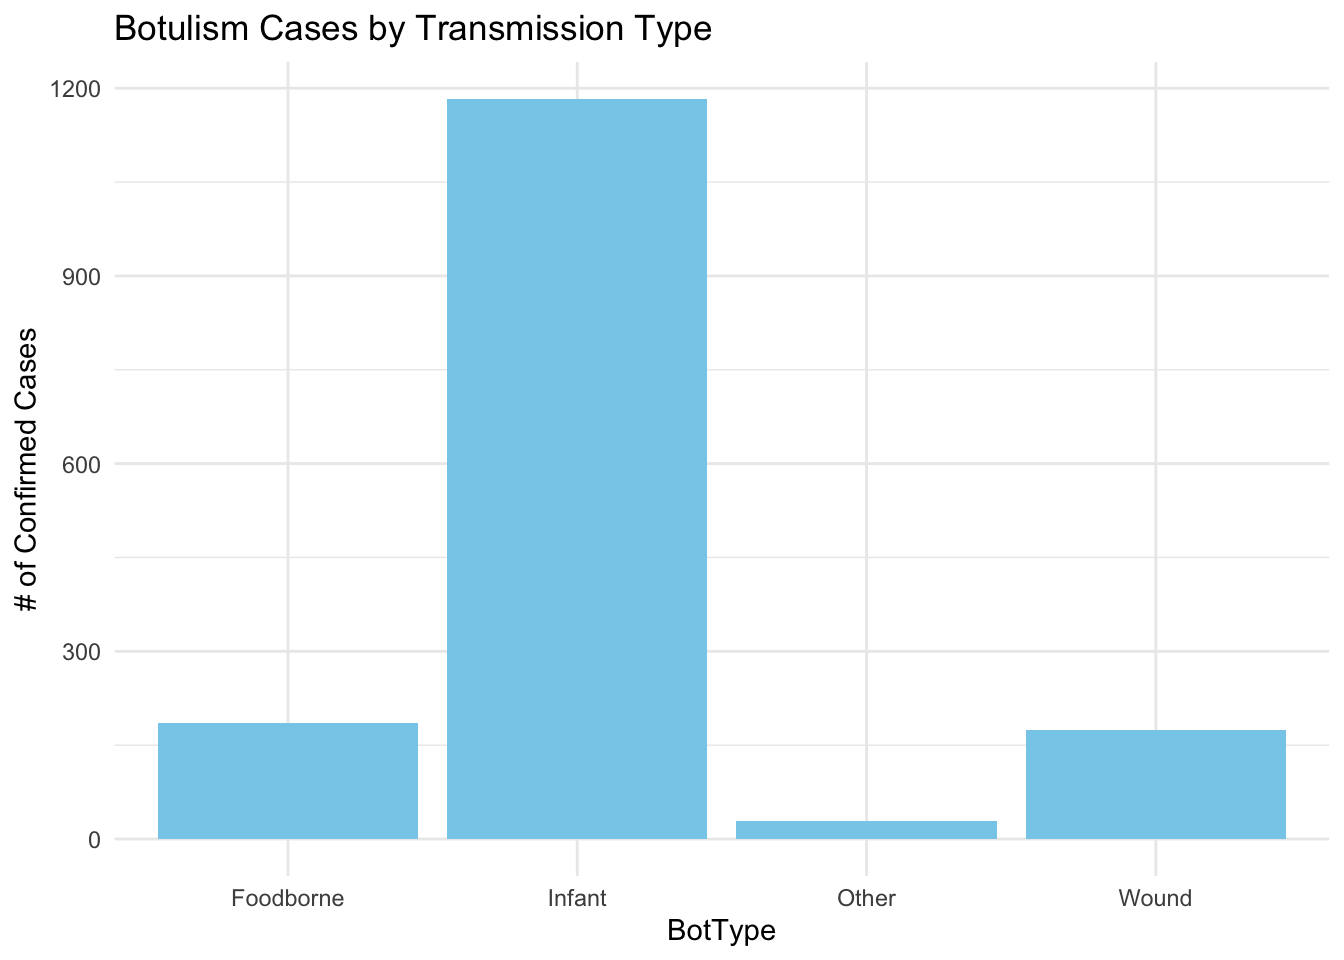 Botulism Cases by Transmission Type
1200
900
600
300
0
# of Confirmed Cases
Foodborne
Infant
Other
Wound
BotType